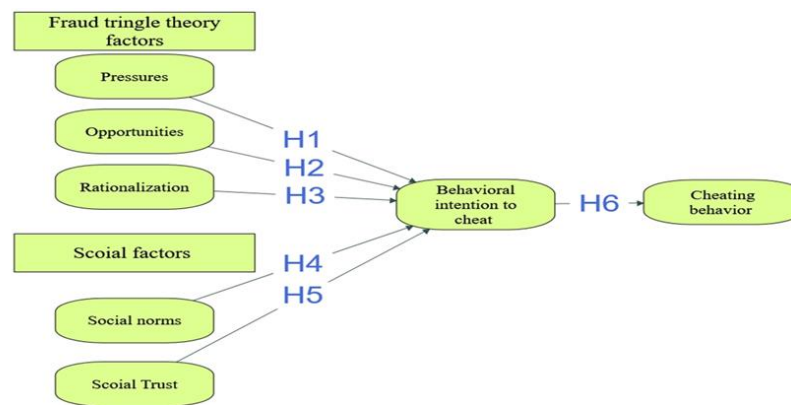 Fraud tringle theory
factors
Pressures
Opportunities
Rationalization
H1
H2
H3
Behavioral
intention to
cheat
H6
Cheating
behavior
Scoial factors
H4
H5
Social norms
Scoial Trust